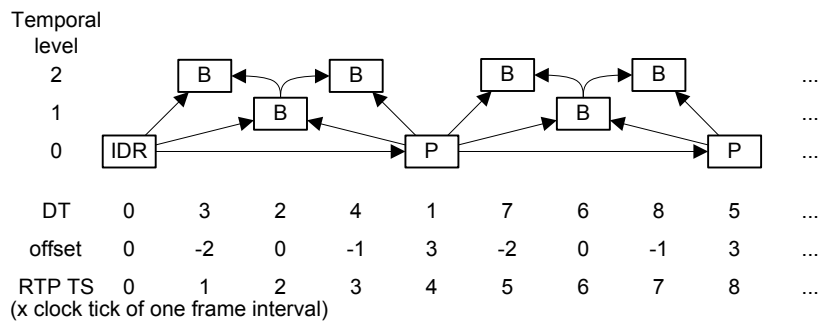 Temporal
level
2 B B B B ...
1 B B ...
0 IDR P P ...
DT 0 3 2 4 1 7 6 8 5 ...
offset 0 -2 0 -1 3 -2 0 -1 3 ...
RTP TS 0 1 2 3 4 5 6 7 8 ...
(x clock tick of one frame interval)